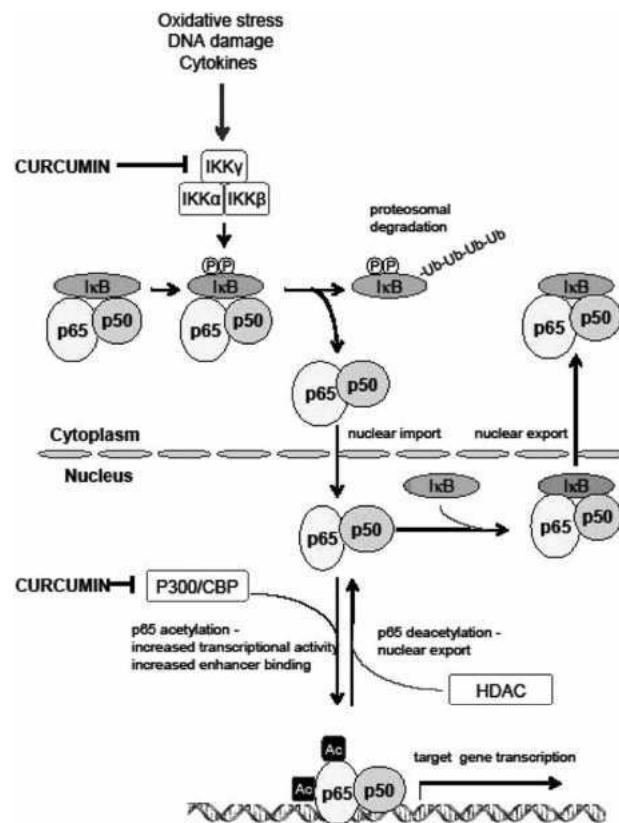 Oxidative stress
DNA damage
Cytokines
CURCUMIN
IKKγ
IKKα
IKKβ
proteosomal
degradation
P P
P P
-Ub-Ub-Ub-Ub
IκB
IκB
IκB
IκB
p65
p50
p65
p50
p65
p50
p65
p50
Cytoplasm
nuclear import
nuclear export
Nucleus
IκB
IκB
p65
p50
p65
p50
CURCUMIN
P300/CBP
p65 acetylation -
increased transcriptional activity
increased enhancer binding
p65 deacetylation -
nuclear export
HDAC
Ac
Ac
p65
p50
target gene transcription